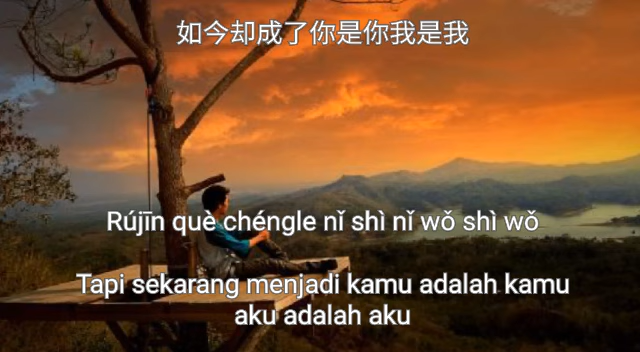 如今却成了你是你我是我
Rújīn què chéngle nǐ shì nǐ wǒ shì wǒ
Tapi sekarang menjadi kamu adalah kamu
aku adalah aku